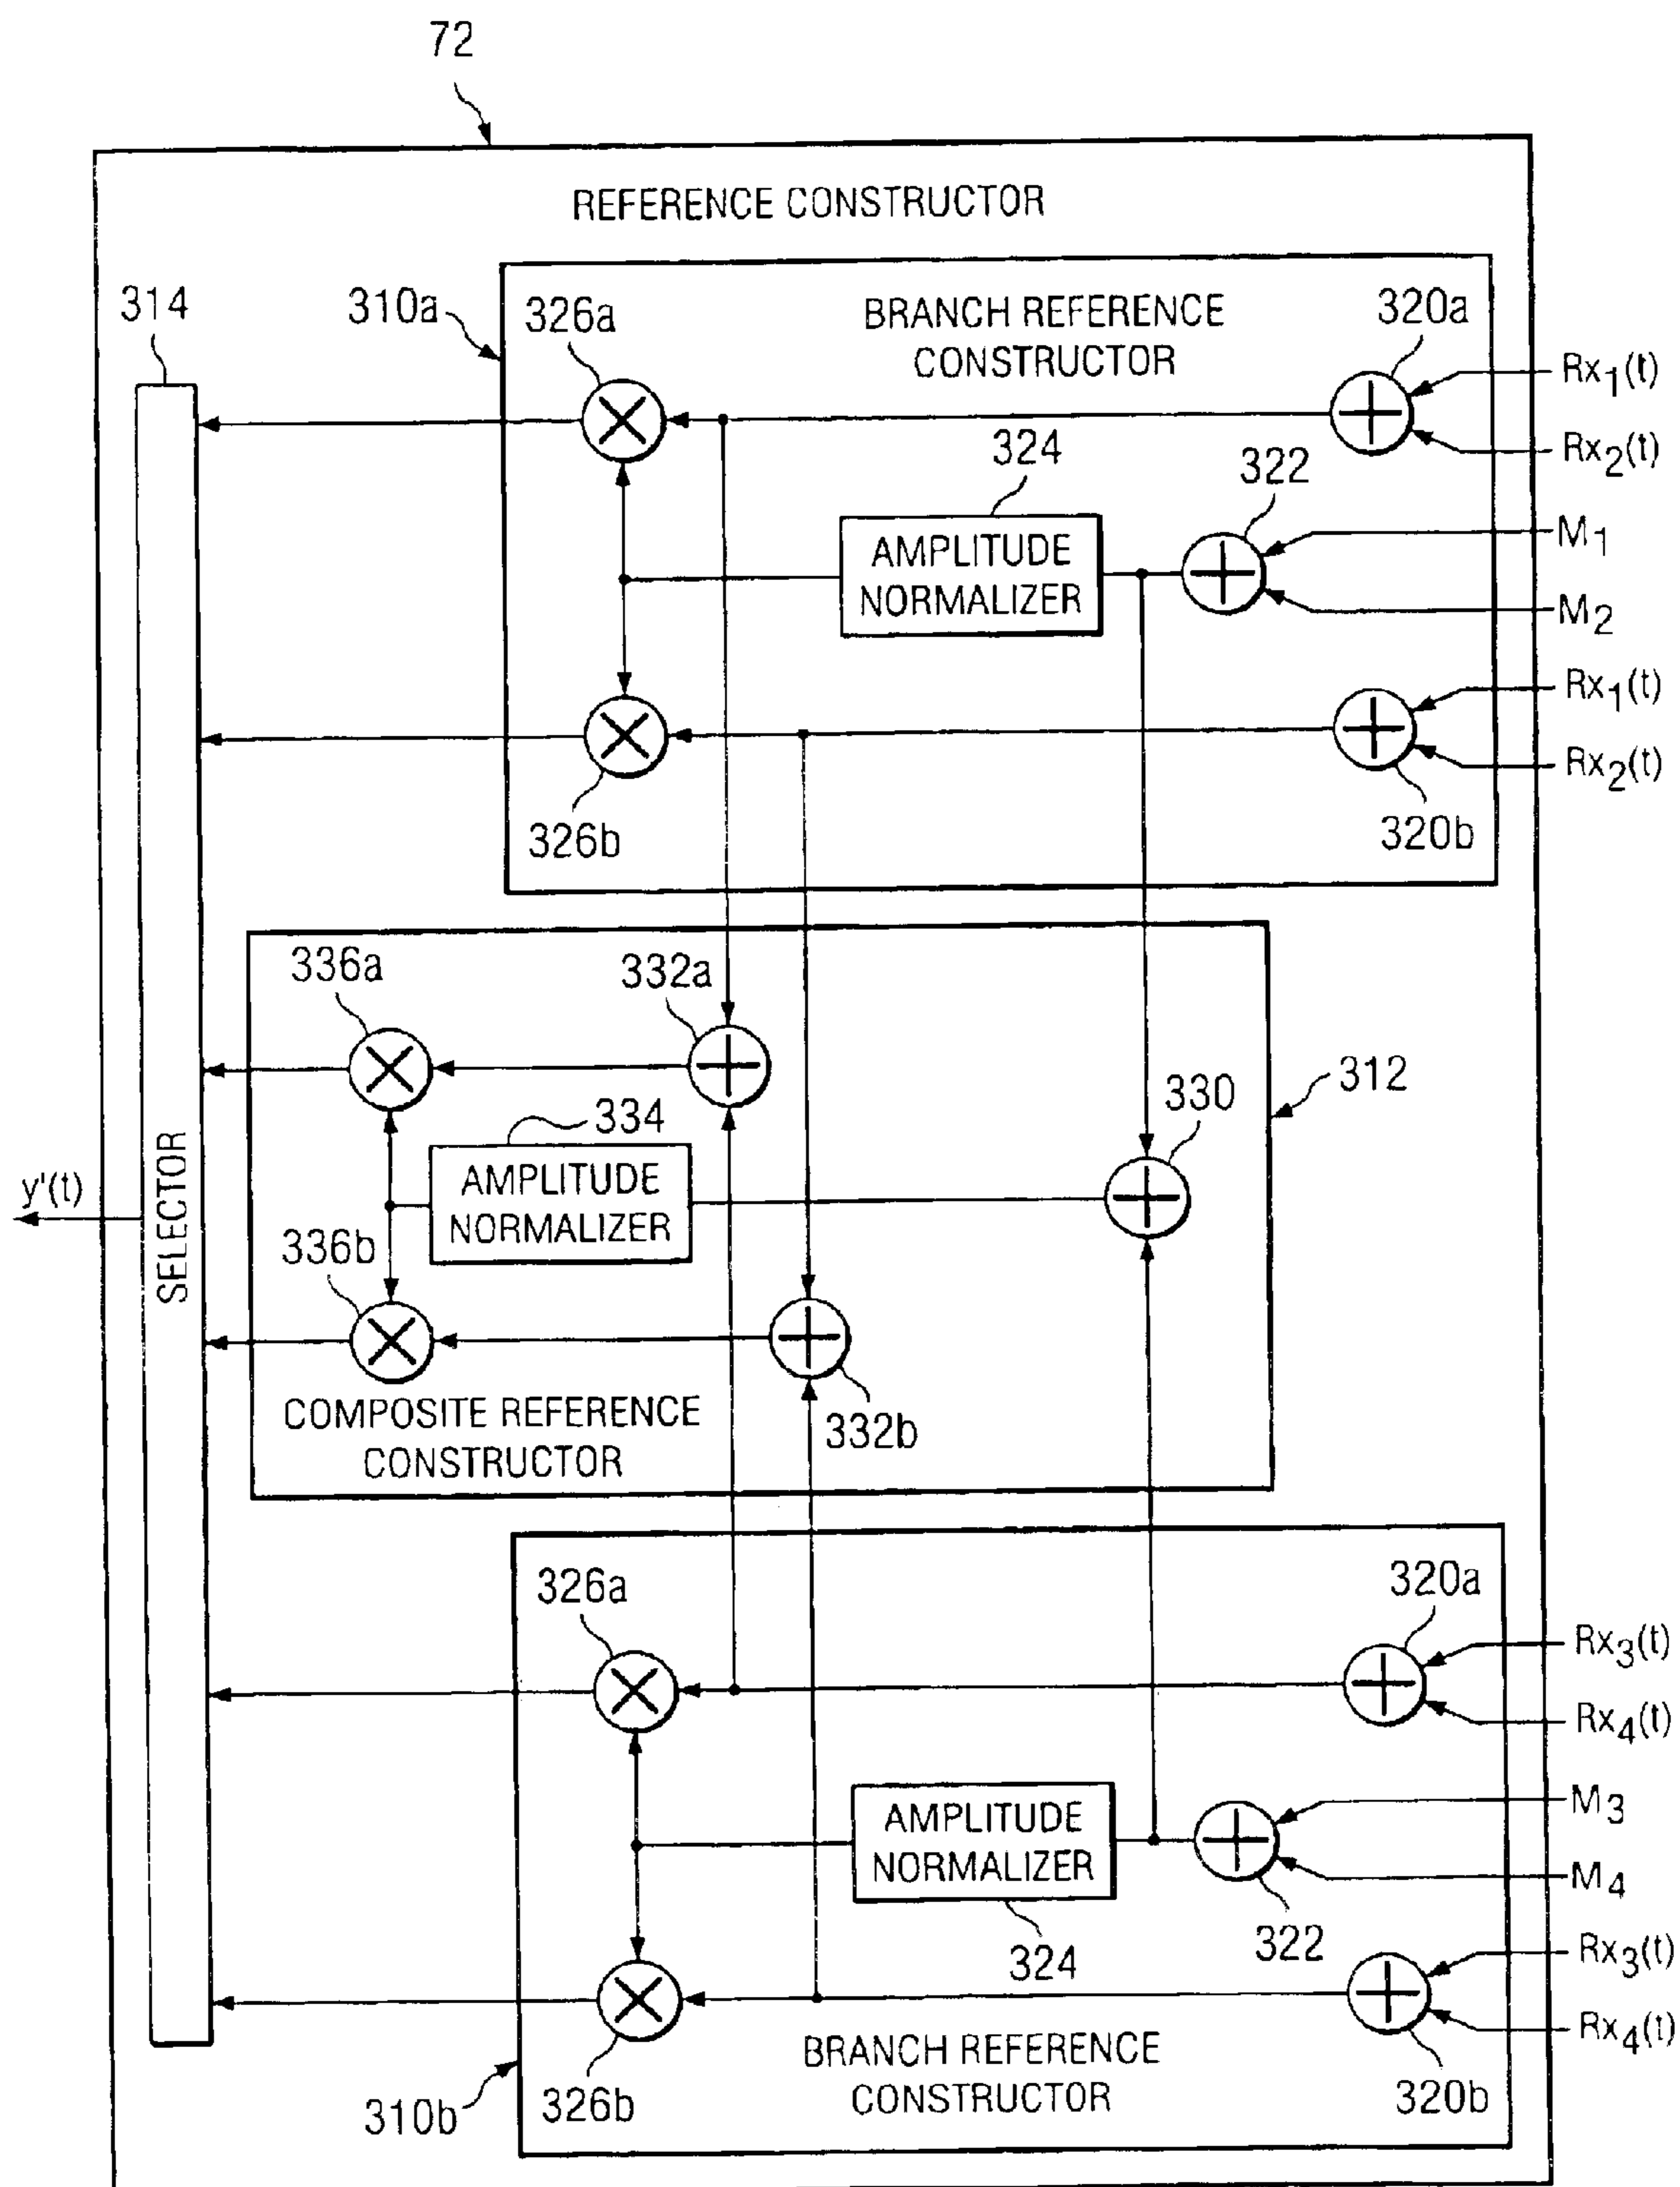 72
REFERENCE CONSTRUCTOR
314
310a
326a
BRANCH REFERENCE
CONSTRUCTOR
320a
Rx1(t)
Rx2(t)
324
322
AMPLITUDE
NORMALIZER
M1
M2
Rx1(t)
Rx2(t)
326b
320b
336a
332a
312
330
334
AMPLITUDE
NORMALIZER
y'(t)
SELECTOR
336b
COMPOSITE REFERENCE
CONSTRUCTOR
332b
326a
320a
Rx3(t)
Rx4(t)
AMPLITUDE
NORMALIZER
M3
M4
324
322
Rx3(t)
Rx4(t)
BRANCH REFERENCE
CONSTRUCTOR
310b
326b
320b